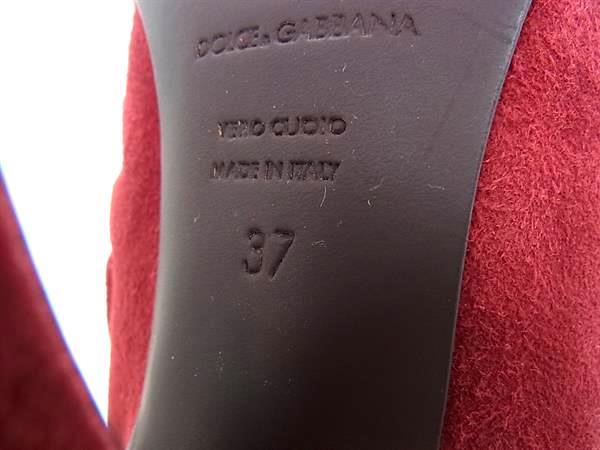 DOLCE & GABBANA
VERO CUOIO
MADE IN ITALY
37